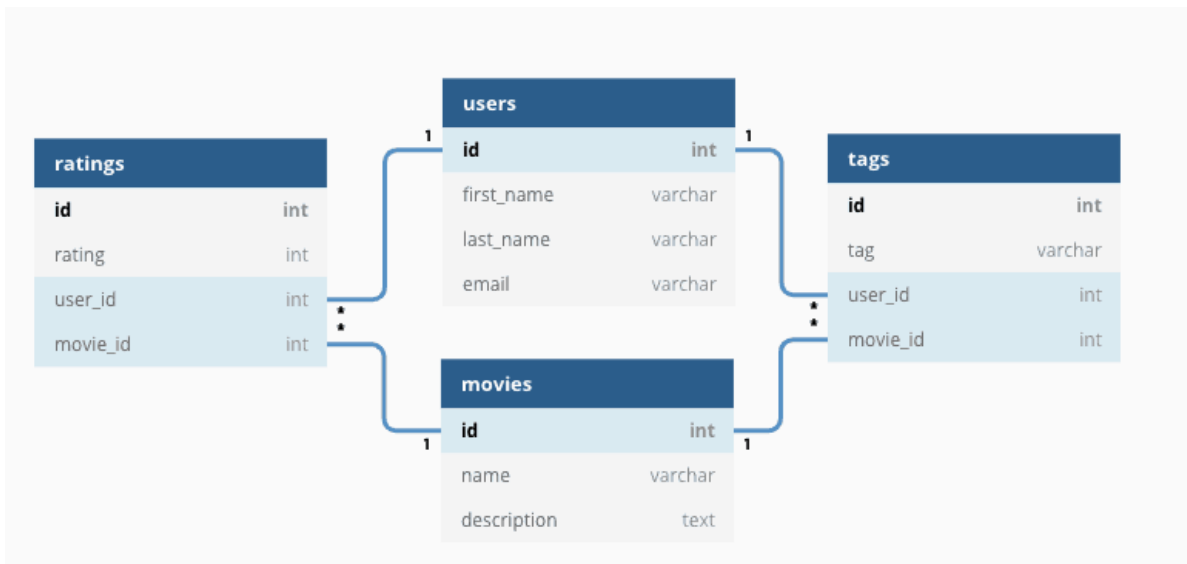 users
1
id int
1
first_name varchar
last_name varchar
email varchar
ratings
id int
rating int
user_id int
*
*
movie_id int
tags
id int
tag varchar
user_id int
*
*
movie_id int
movies
id int
1
1
name varchar
description text